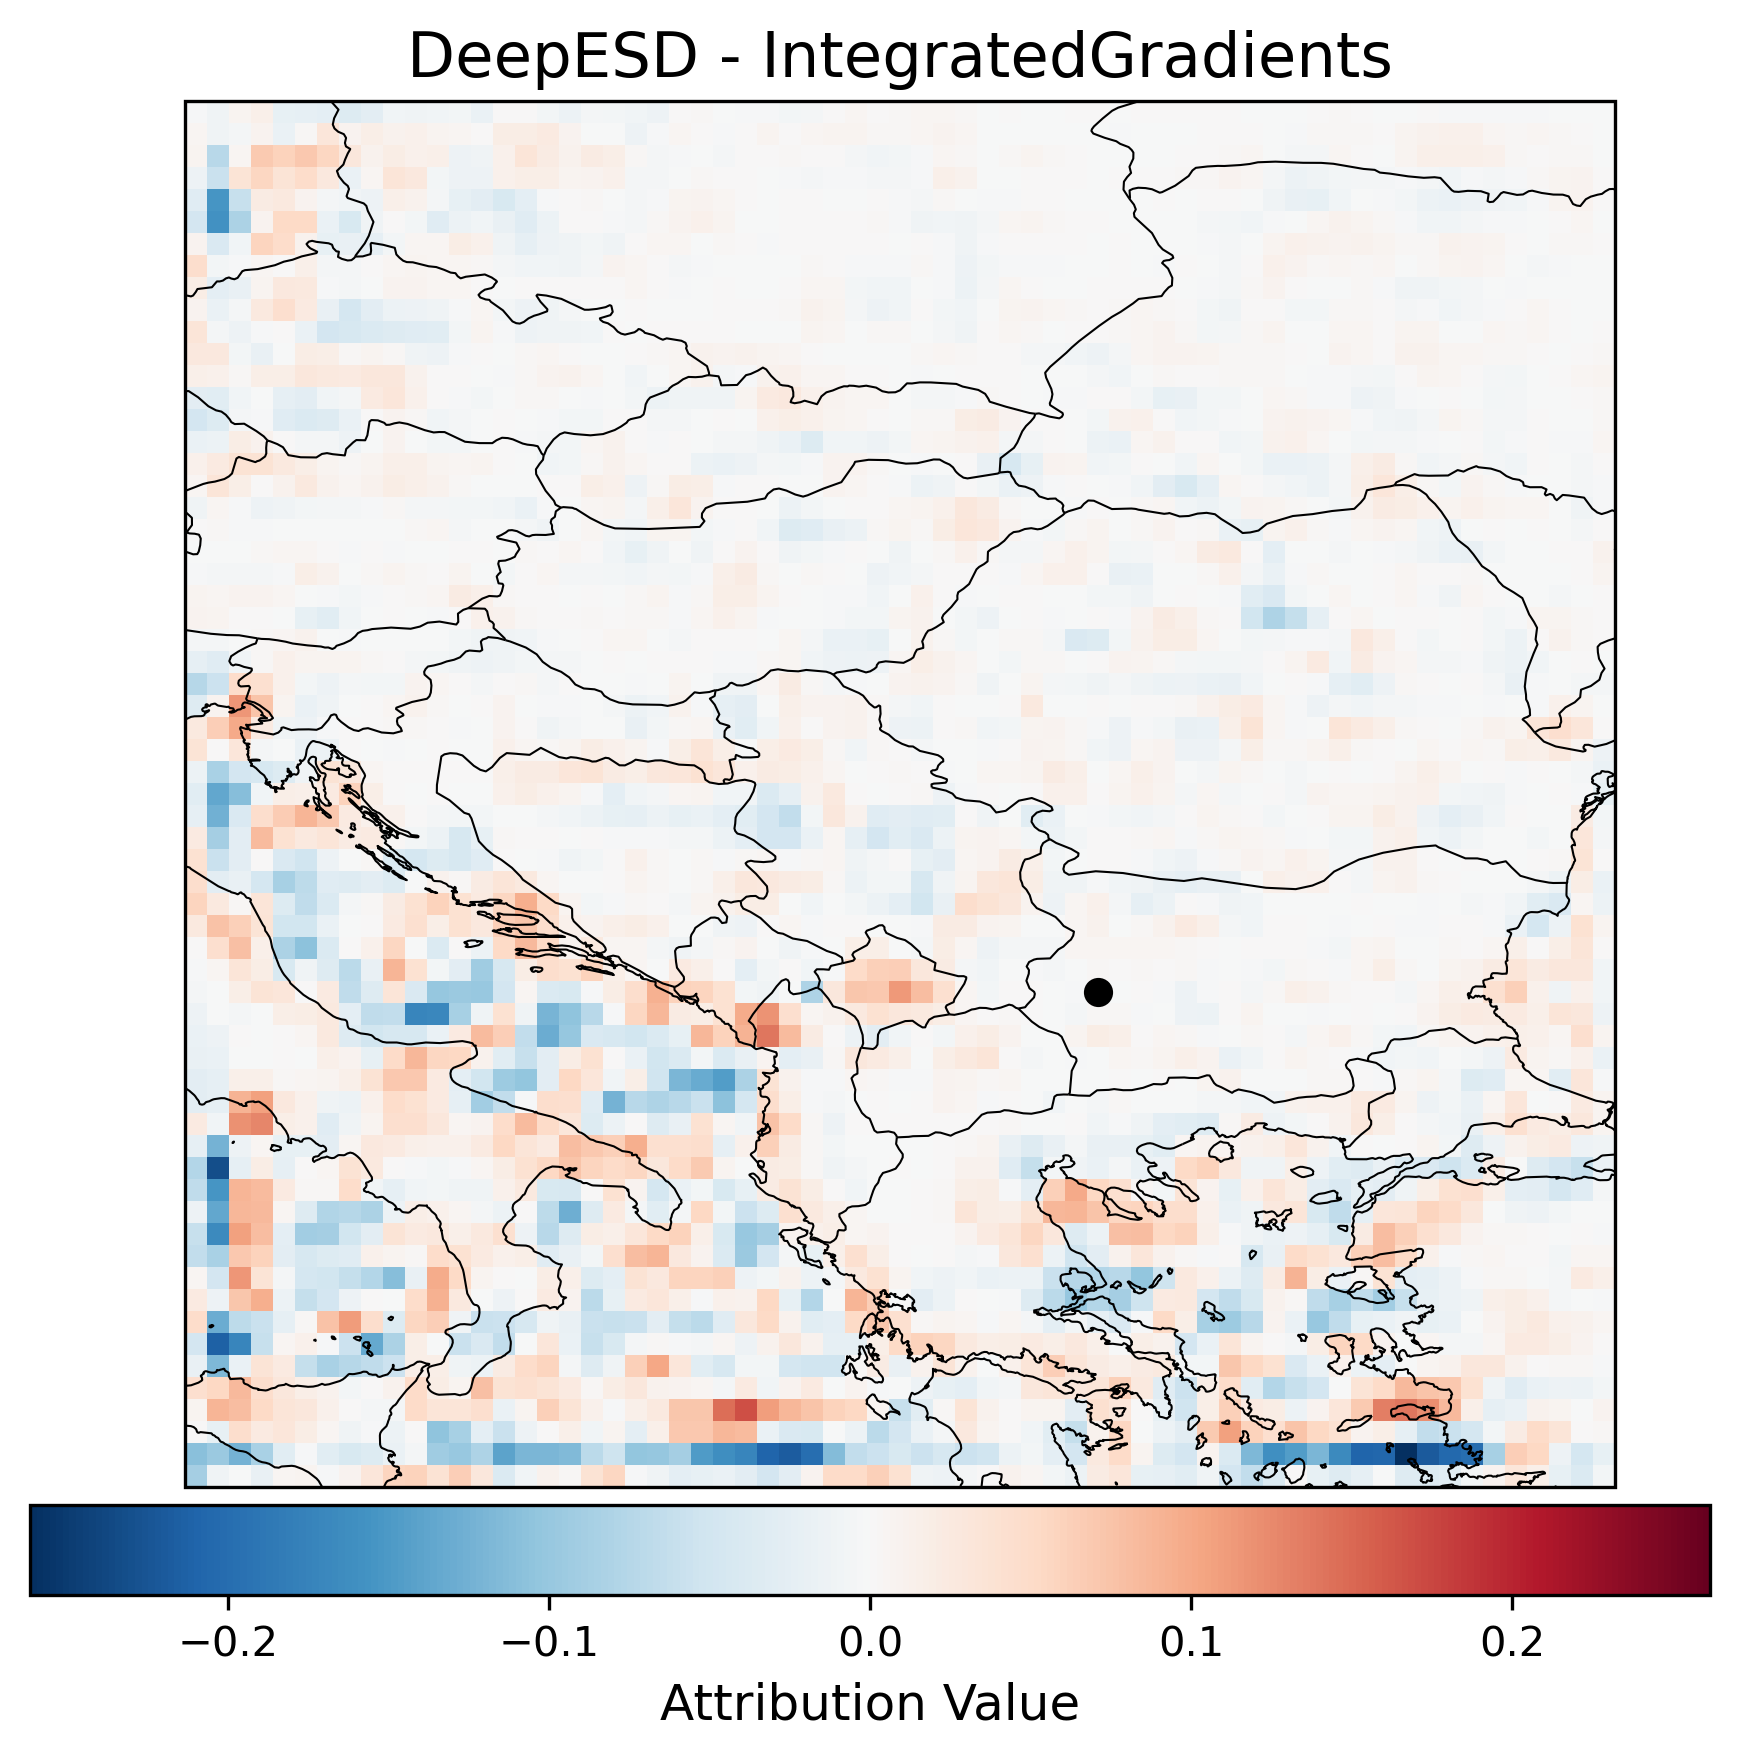 DeepESD - IntegratedGradients
−0.2 −0.1 0.0 0.1 0.2
Attribution Value